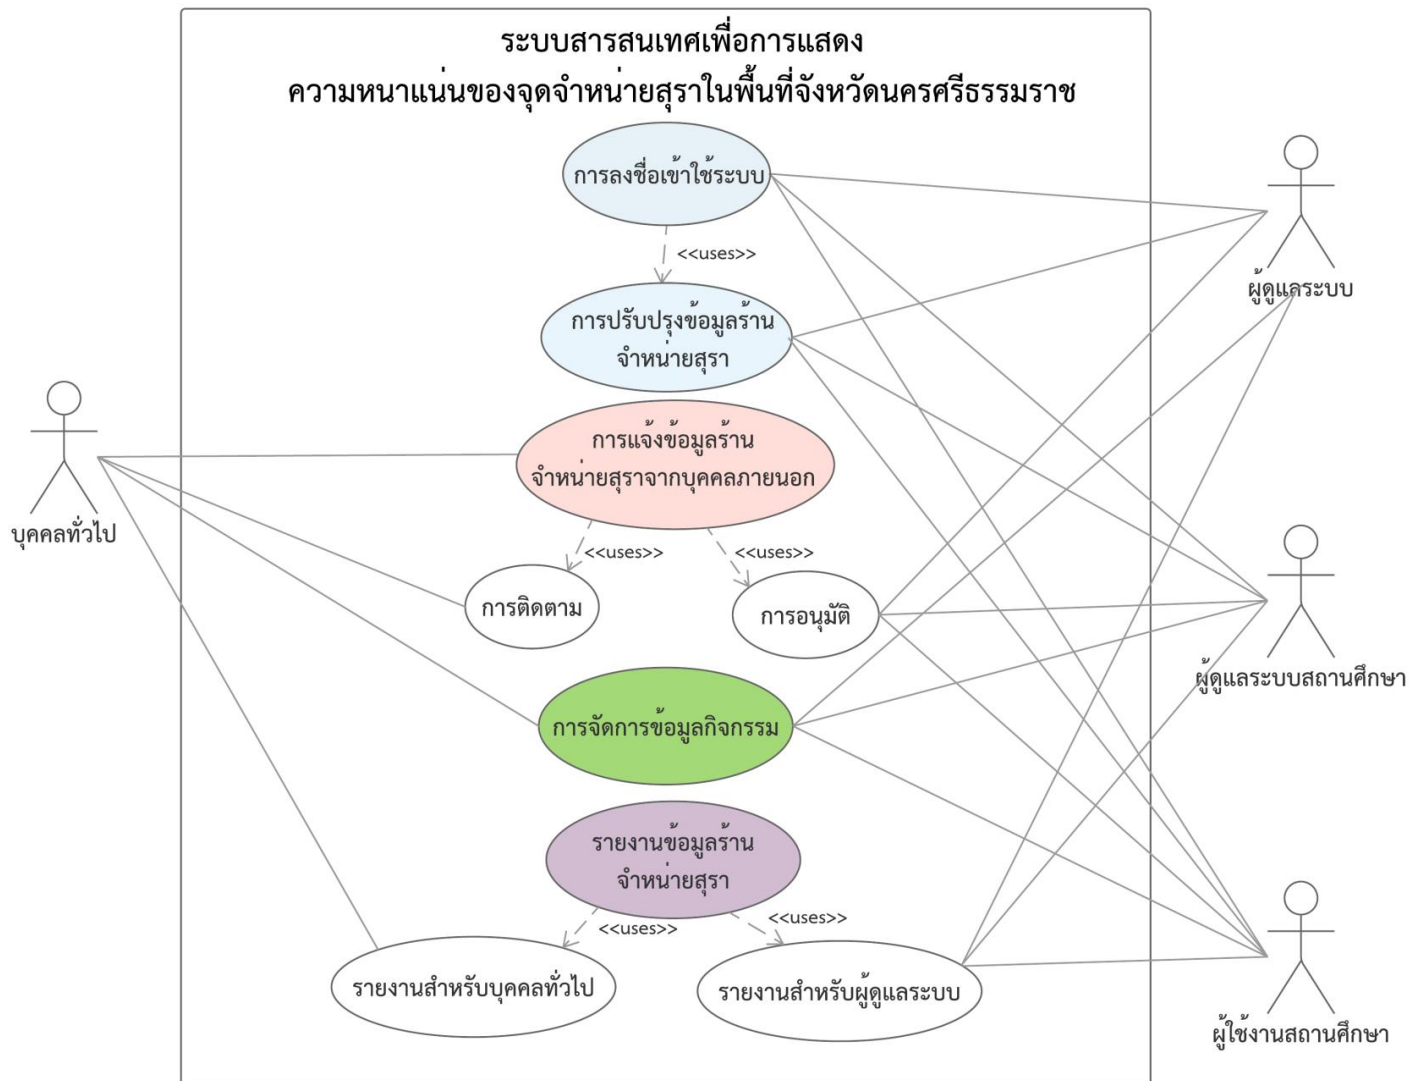 ระบบสารสนเทศเพื่อการแสดง
ความหนาแน่นของจุดจำหน่ายสุราในพื้นที่จังหวัดนครศรีธรรมราช
การลงชื่อเข้าใช้ระบบ
<<uses>>
ผู้ดูแลระบบ
การปรับปรุงข้อมูลร้าน
จำหน่ายสุรา
การแจ้งข้อมูลร้าน
จำหน่ายสุราจากบุคคลภายนอก
บุคคลทั่วไป
<<uses>>
<<uses>>
การติดตาม
การอนุมัติ
ผู้ดูแลระบบสถานศึกษา
การจัดการข้อมูลกิจกรรม
รายงานข้อมูลร้าน
จำหน่ายสุรา
<<uses>>
<<uses>>
รายงานสำหรับบุคคลทั่วไป
รายงานสำหรับผู้ดูแลระบบ
ผู้ใช้งานสถานศึกษา